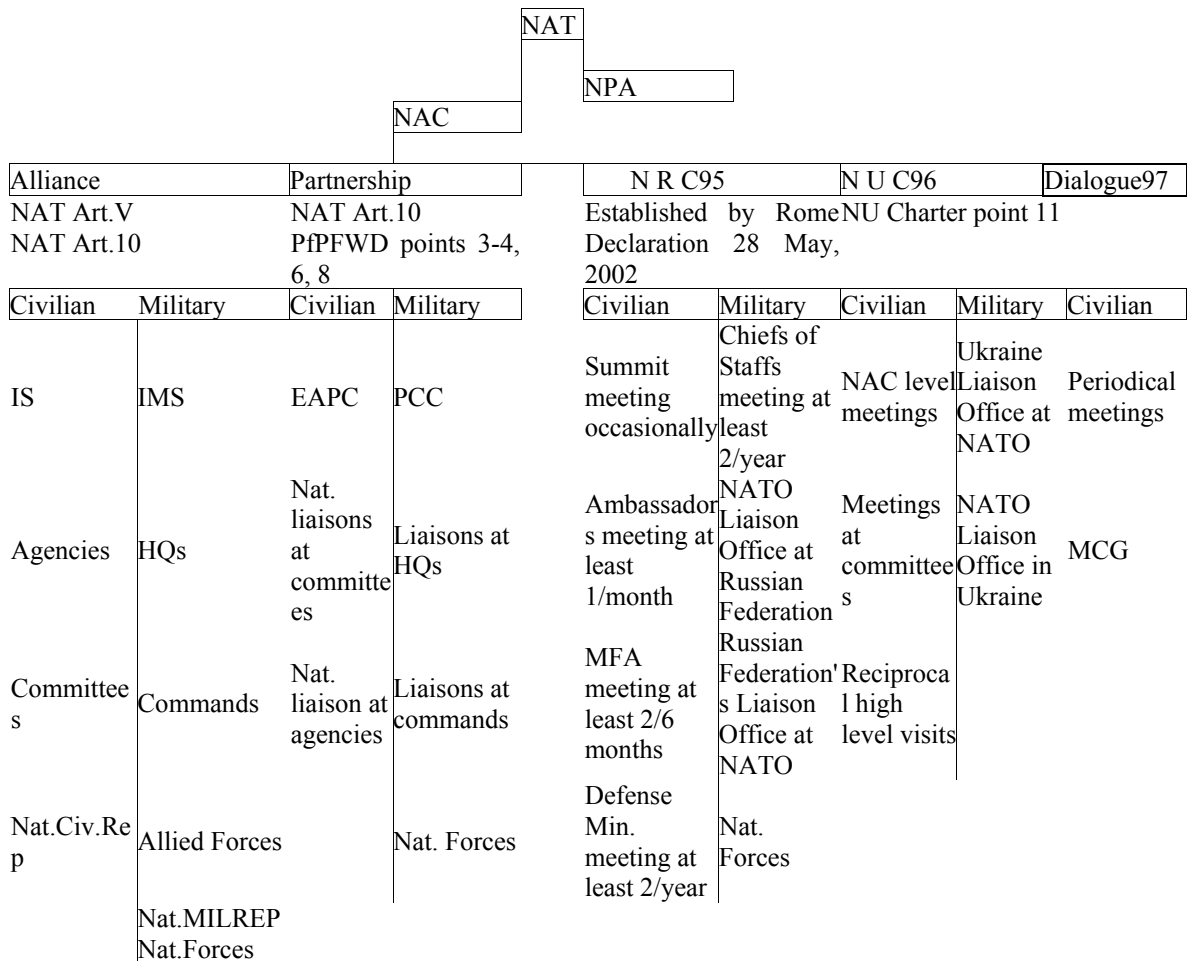 NAT
NPA
NAC
Alliance
Partnership
N R C95
N U C96
Dialogue97
NAT Art.V
NAT Art.10
NAT Art.10
PfPFWD points 3-4,
6, 8
Established by Rome
Declaration 28 May,
2002
NU Charter point 11
Civilian
Military
Civilian
Military
Civilian
Military
Civilian
Military
Civilian
IS
IMS
EAPC
PCC
Summit
meeting
occasionally
Chiefs of
Staffs
meeting at
least
2/year
NAC level
meetings
Ukraine
Liaison
Office at
NATO
Periodical
meetings
Agencies
HQs
Nat.
liaisons
at
committe
es
Liaisons at
HQs
Ambassador
s meeting at
least
1/month
NATO
Liaison
Office at
Russian
Federation
Meetings
at
committee
s
NATO
Liaison
Office in
Ukraine
MCG
Committee
s
Commands
Nat.
liaison at
agencies
Liaisons at
commands
MFA
meeting at
least 2/6
months
Russian
Federation'
s Liaison
Office at
NATO
Reciproca
l high
level visits
Nat.Civ.Re
p
Allied Forces
Nat. Forces
Defense
Min.
meeting at
least 2/year
Nat.
Forces
Nat.MILREP
Nat.Forces